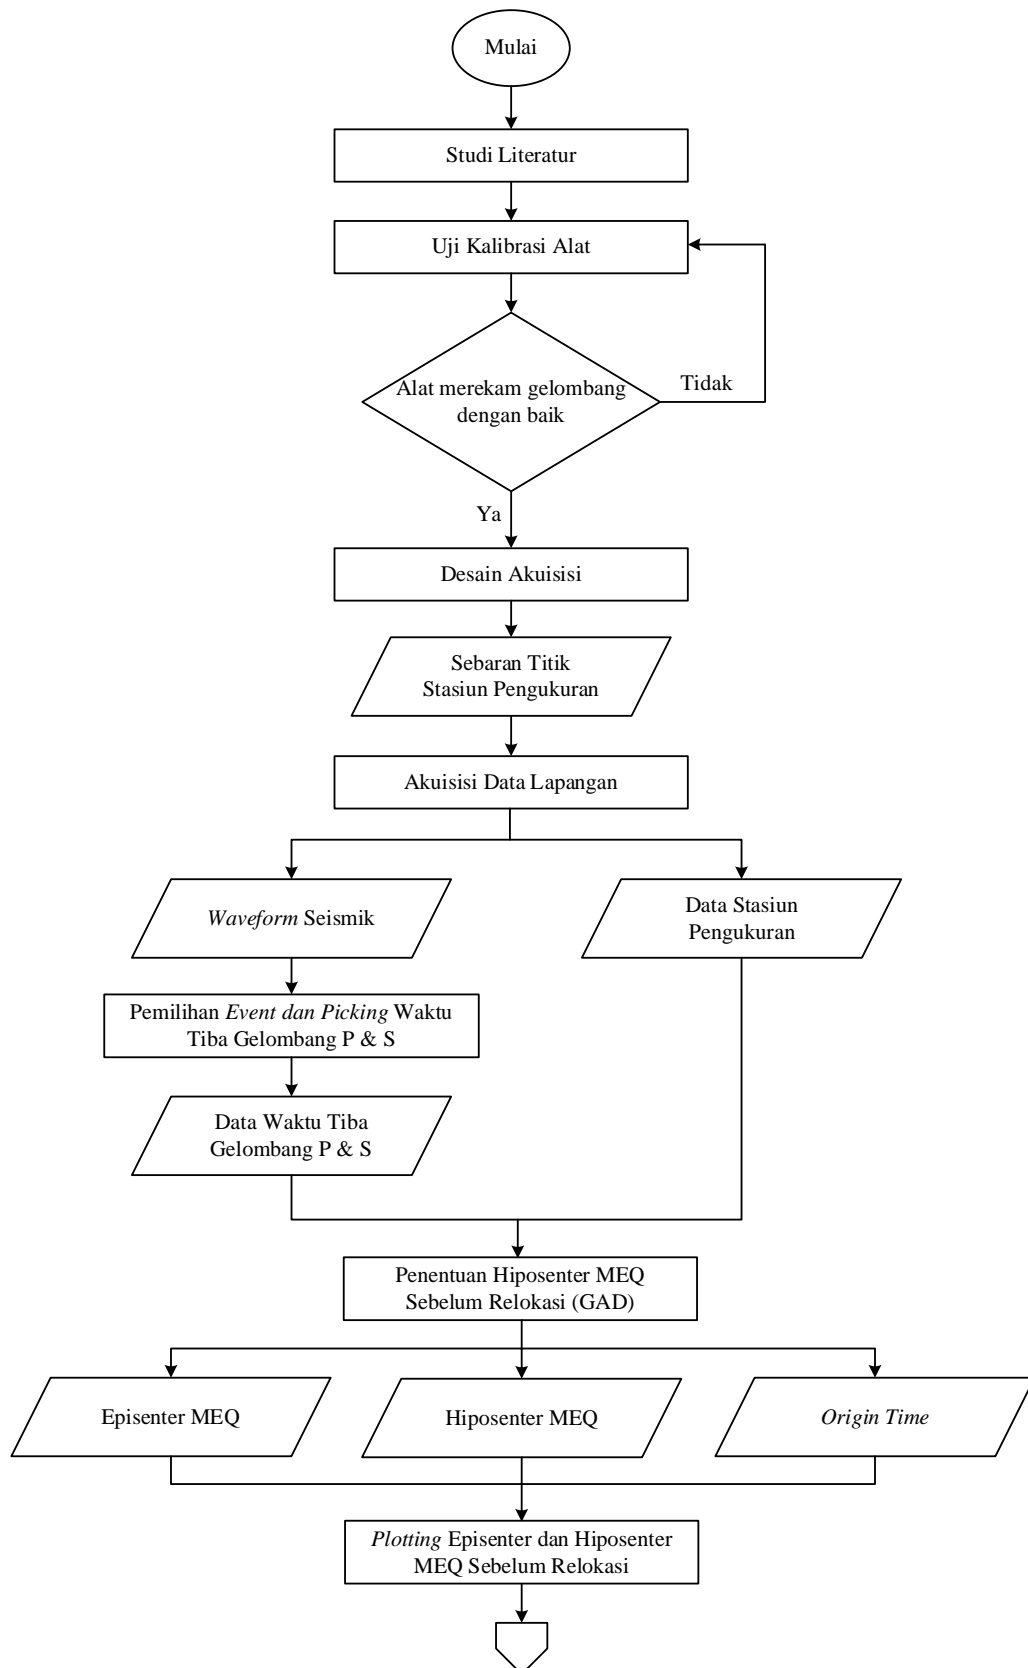 Mulai
Studi Literatur
Uji Kalibrasi Alat
Alat merekam gelombang
dengan baik
Tidak
Ya
Desain Akuisisi
Sebaran Titik
Stasiun Pengukuran
Akuisisi Data Lapangan
Waveform Seismik
Data Stasiun
Pengukuran
Pemilihan Event dan Picking Waktu
Tiba Gelombang P & S
Data Waktu Tiba
Gelombang P & S
Penentuan Hiposenter MEQ
Sebelum Relokasi (GAD)
Episenter MEQ
Hiposenter MEQ
Origin Time
Plotting Episenter dan Hiposenter
MEQ Sebelum Relokasi